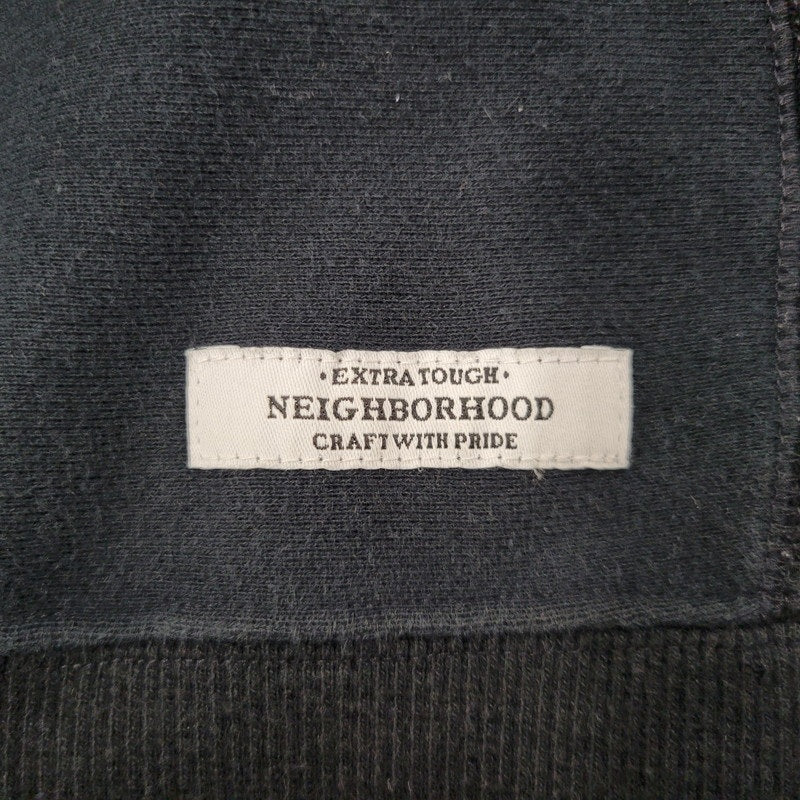 ·EXTRA TOUGH·
NEIGHBORHOOD
CRAFT WITH PRIDE